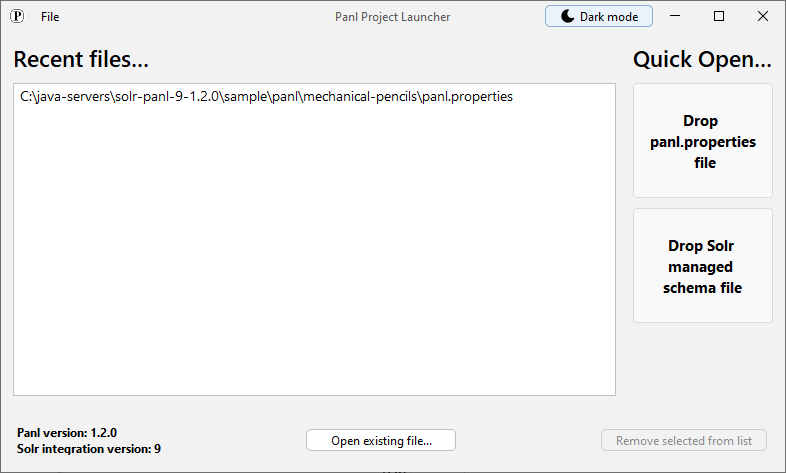 P File Panl Project Launcher Dark mode
Recent files...
Quick Open...
C:\java-servers\solr-panl-9-1.2.0\sample\panl\mechanical-pencils\panl.properties
Drop
panl.properties
file
Drop Solr
managed
schema file
Panl version: 1.2.0
Solr integration version: 9
Open existing file...
Remove selected from list